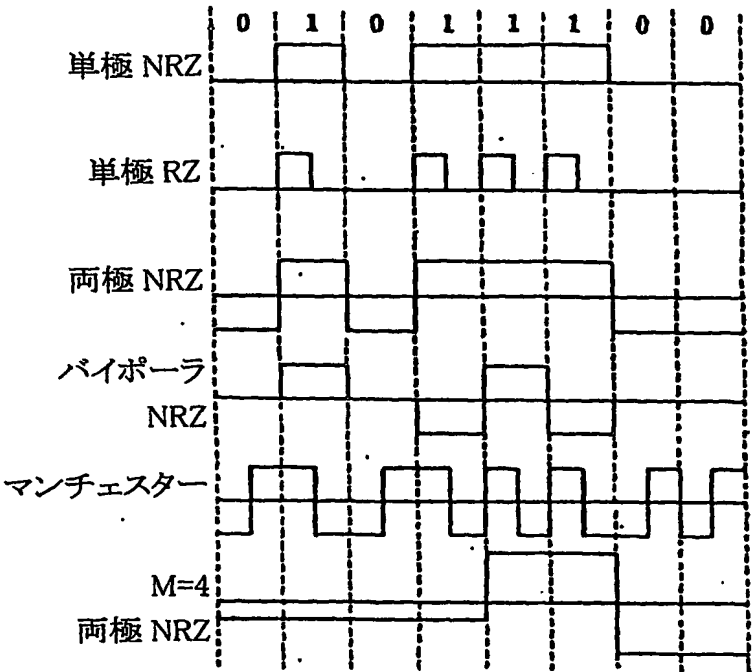 0 1 0 1 1 1 0 0
単極 NRZ
単極 RZ
両極 NRZ
バイポーラ
NRZ
マンチェスター
M=4
両極 NRZ